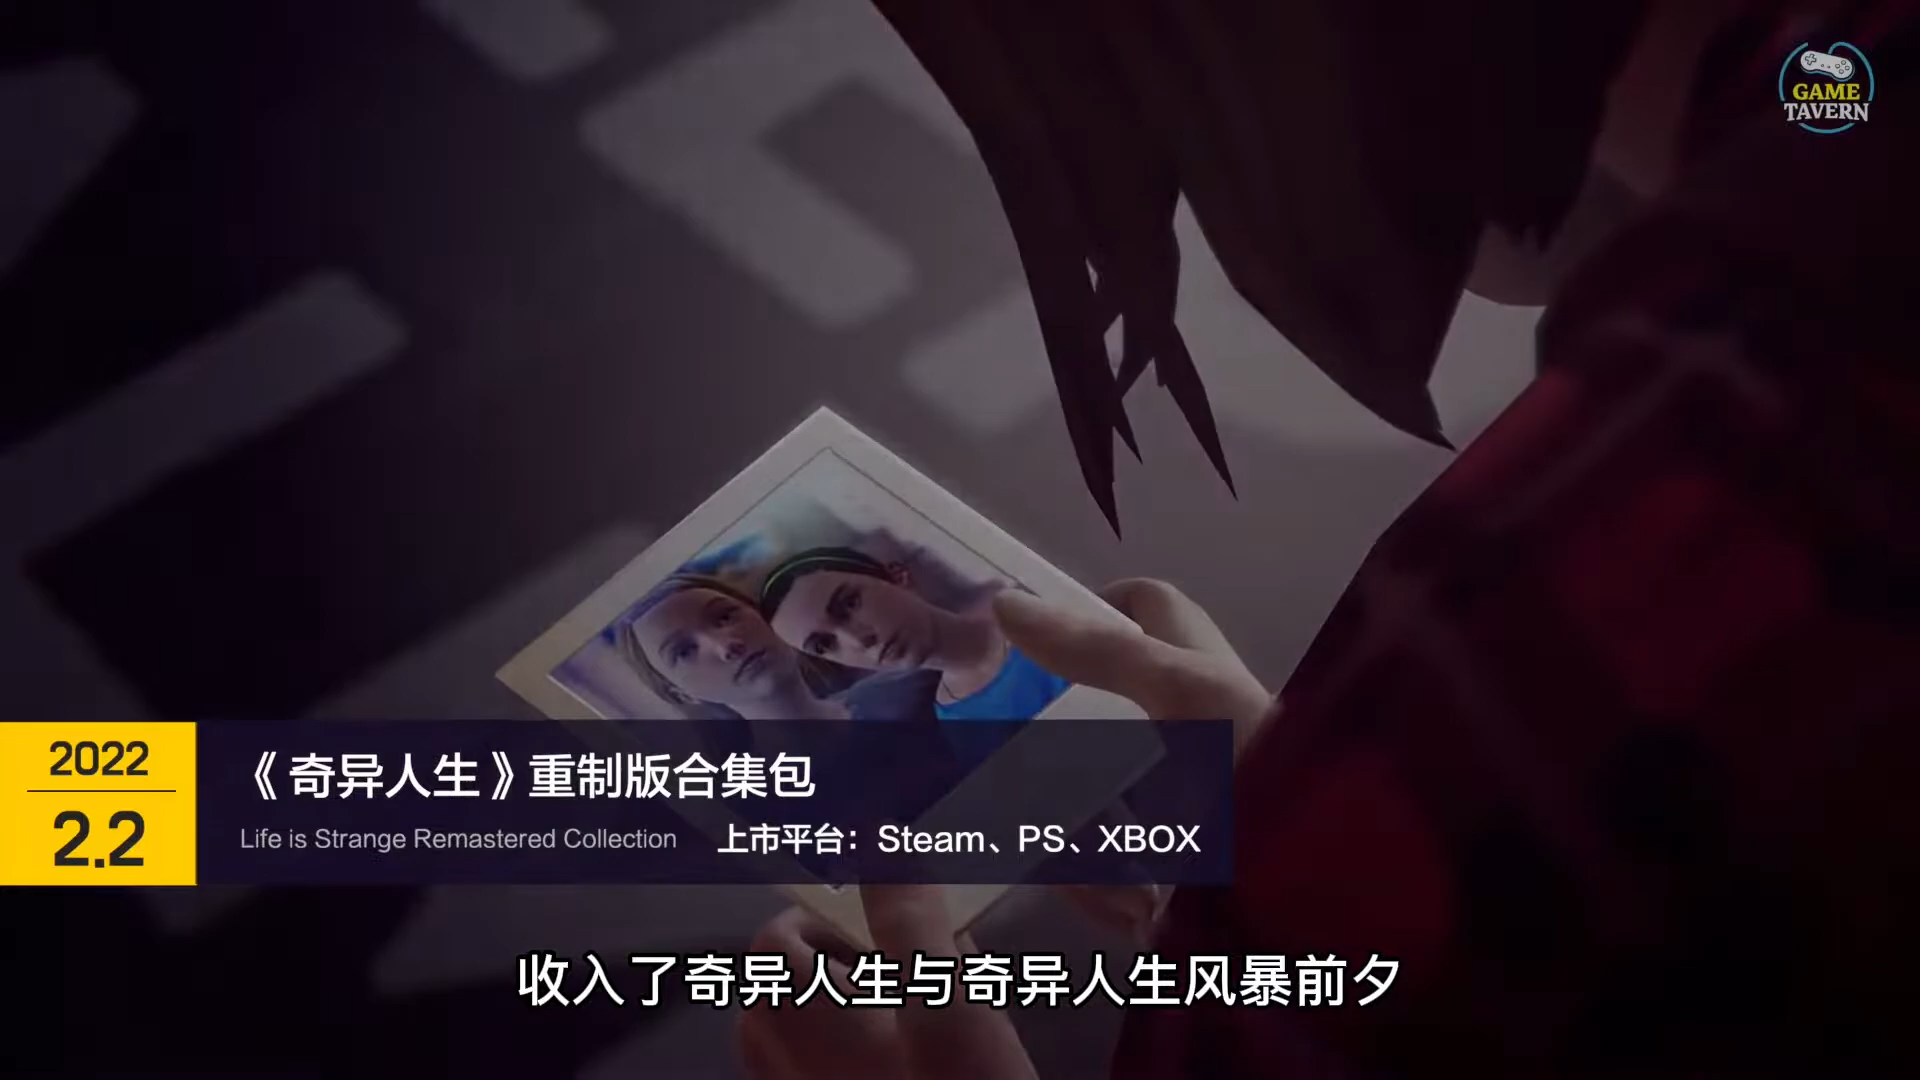 GAME
TAVERN
2022
2.2
《奇异人生》重制版合集包
Life is Strange Remastered Collection
上市平台：Steam、PS、XBOX
收入了奇异人生与奇异人生风暴前夕